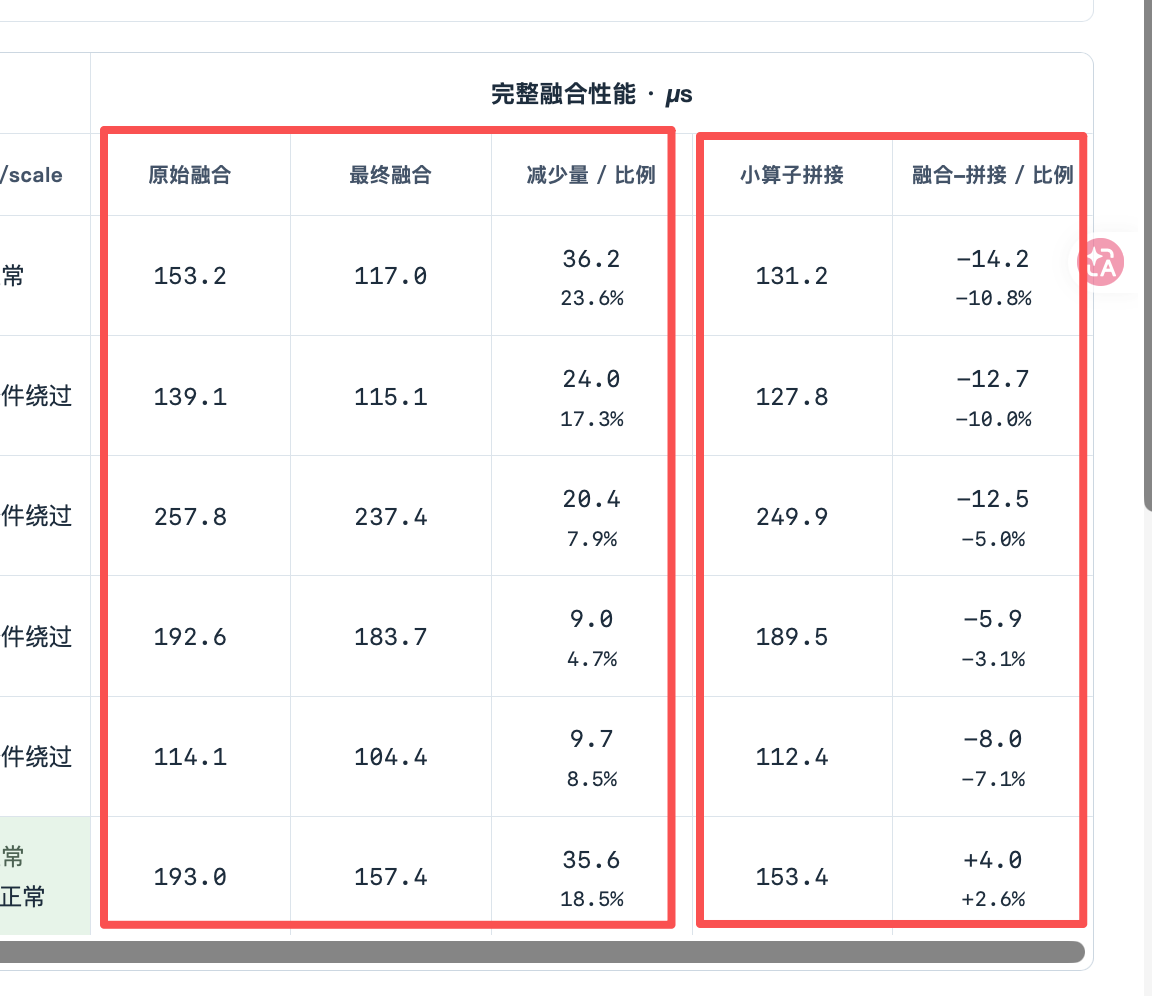 完整融合性能 · μs
/scale 原始融合 最终融合 减少量 / 比例 小算子拼接 融合−拼接 / 比例
常 153.2 117.0 36.2 131.2 −14.2
23.6% −10.8%
件绕过 139.1 115.1 24.0 127.8 −12.7
17.3% −10.0%
件绕过 257.8 237.4 20.4 249.9 −12.5
7.9% −5.0%
件绕过 192.6 183.7 9.0 189.5 −5.9
4.7% −3.1%
件绕过 114.1 104.4 9.7 112.4 −8.0
8.5% −7.1%
常 193.0 157.4 35.6 153.4 +4.0
正常 18.5% +2.6%